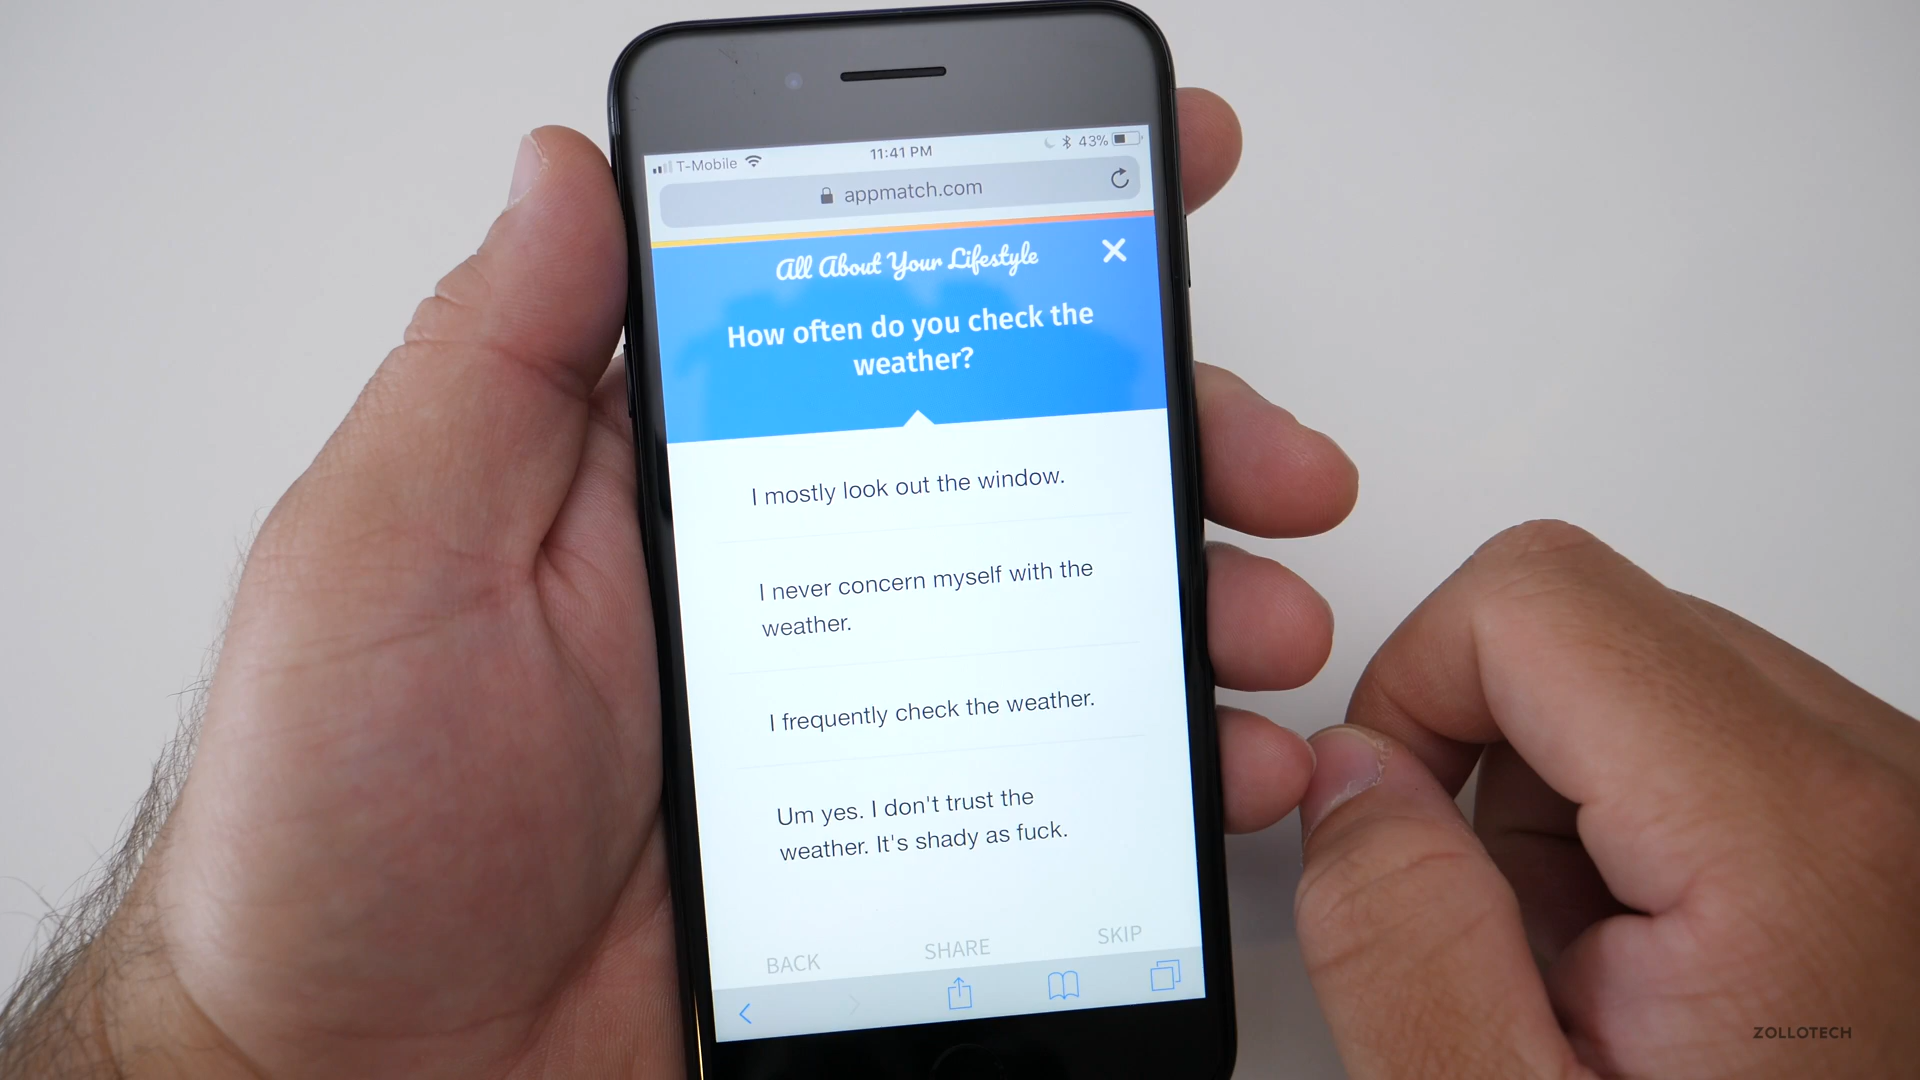 T-Mobile 11:41 PM 43%
appmatch.com
All About Your Lifestyle
How often do you check the
weather?
I mostly look out the window.
I never concern myself with the
weather.
I frequently check the weather.
Um yes. I don't trust the
weather. It's shady as fuck.
BACK SHARE SKIP
ZOLLOTECH